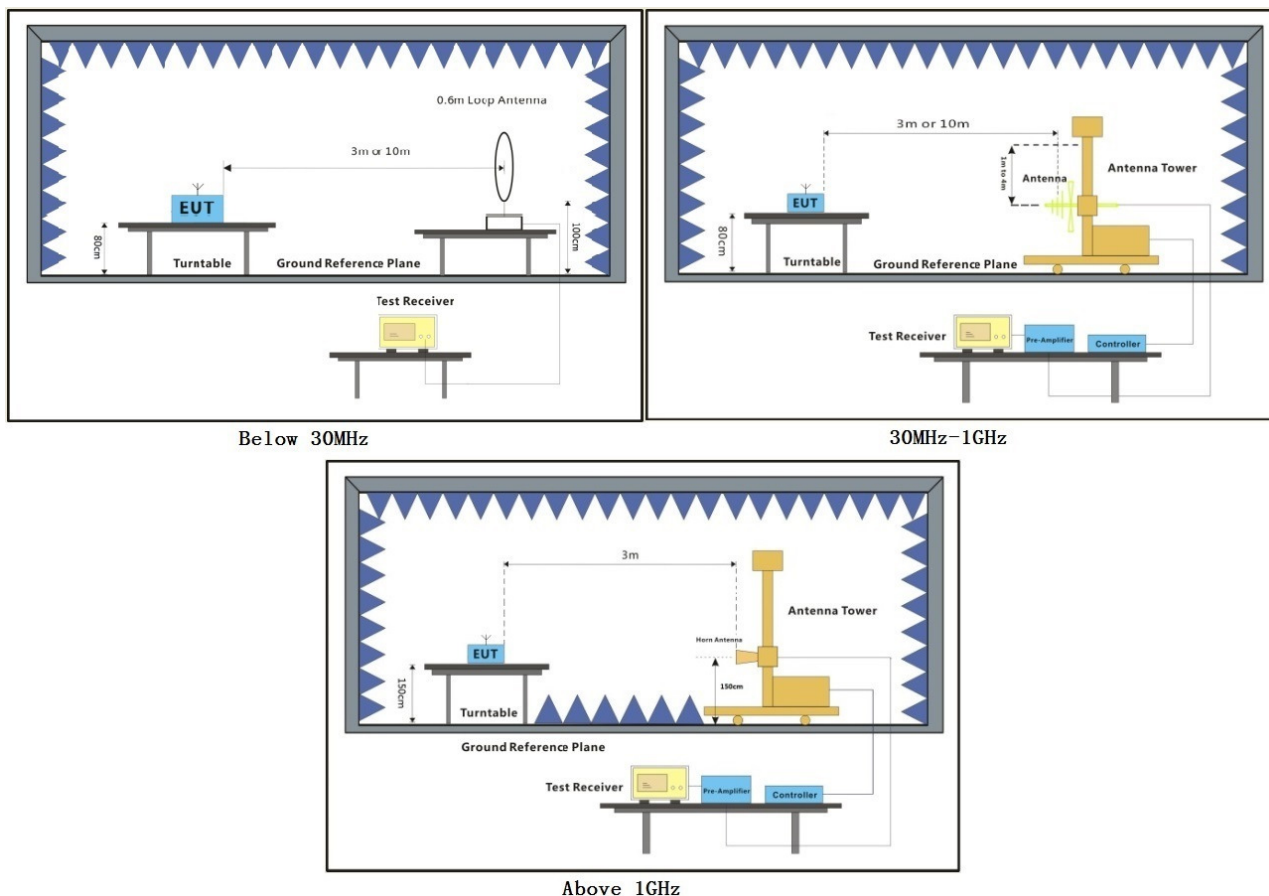 0.6m Loop Antenna
3m or 10m
EUT
80cm
100cm
Turntable
Ground Reference Plane
Test Receiver
Below 30MHz
3m or 10m
1m to 4m
Antenna
Antenna Tower
EUT
80cm
Turntable
Ground Reference Plane
Test Receiver
Pre-Amplifier
Controller
30MHz-1GHz
3m
Antenna Tower
Horn Antenna
EUT
150cm
150cm
Turntable
Ground Reference Plane
Test Receiver
Pre-Amplifier
Controller
Above 1GHz